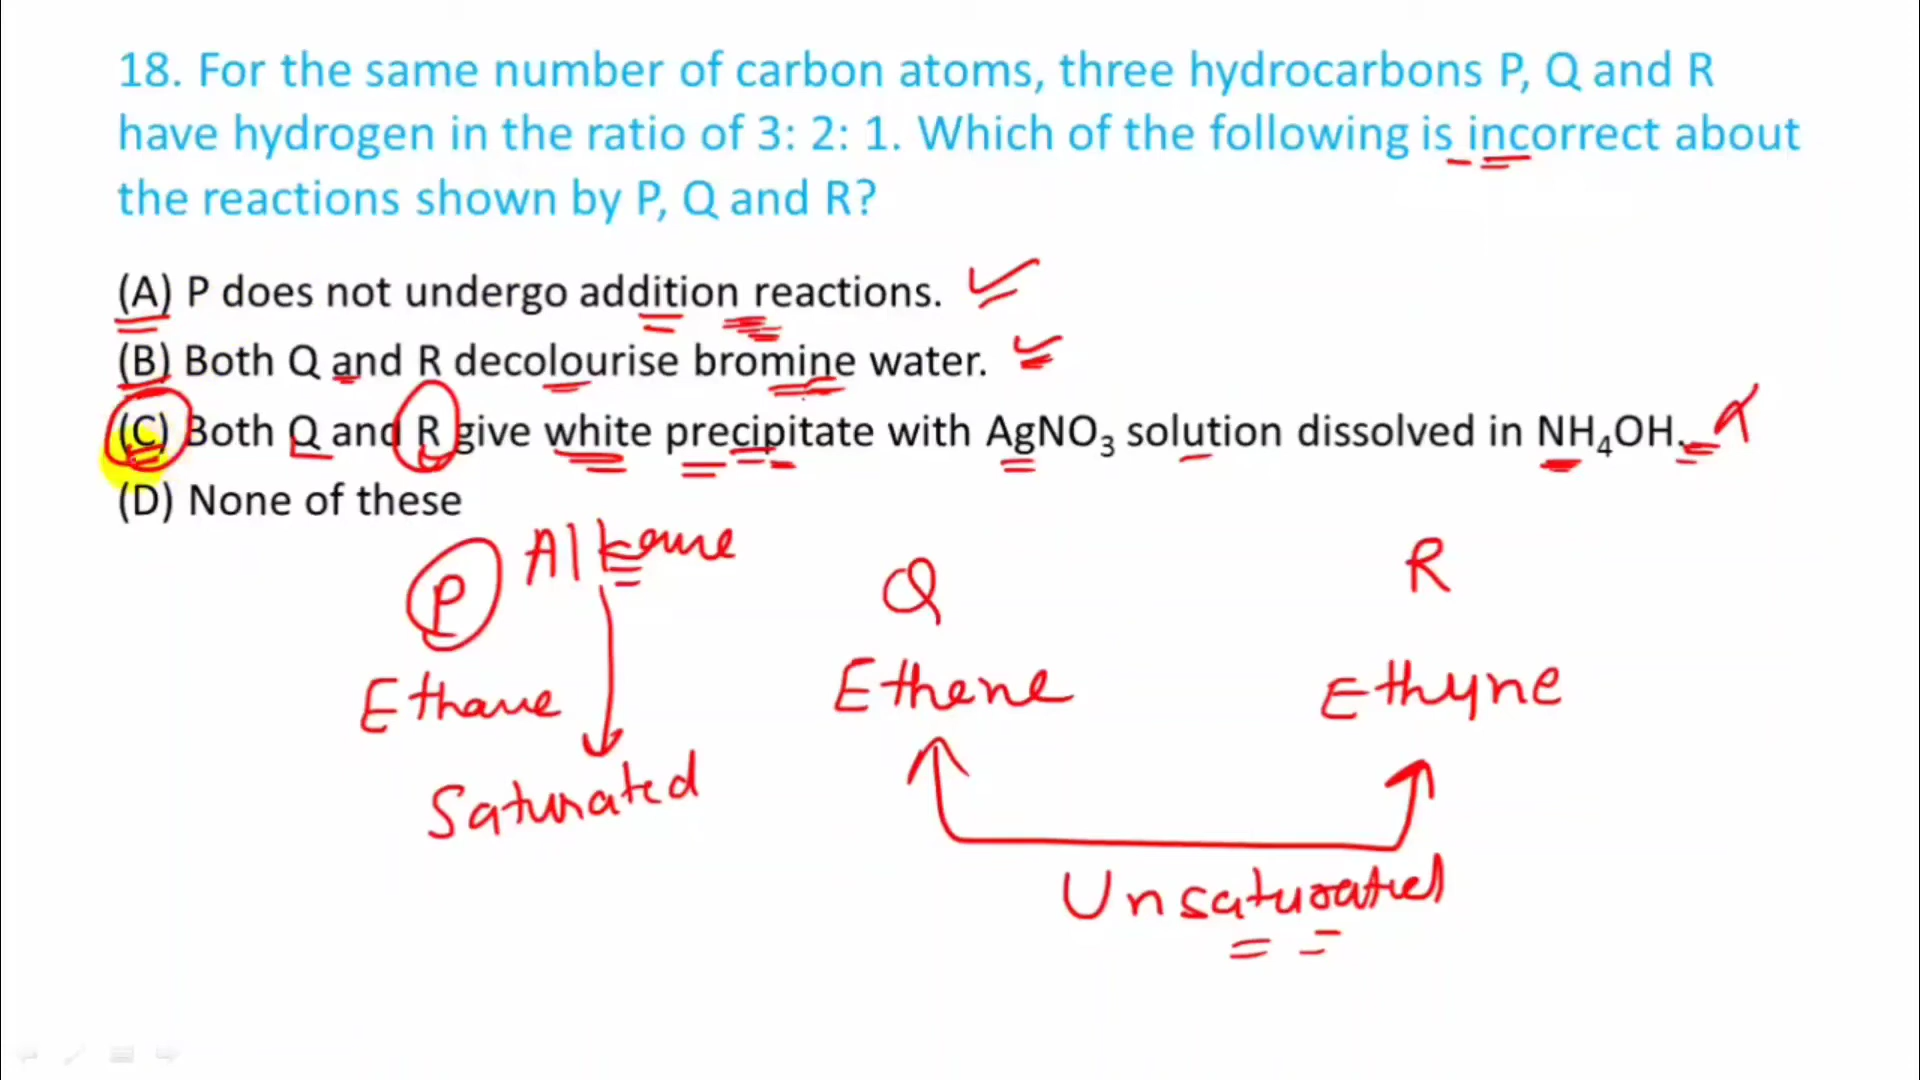 18. For the same number of carbon atoms, three hydrocarbons P, Q and R
have hydrogen in the ratio of 3: 2: 1. Which of the following is incorrect about
the reactions shown by P, Q and R?
(A) P does not undergo addition reactions.
(B) Both Q and R decolourise bromine water.
(C) Both Q and R give white precipitate with AgNO₃ solution dissolved in NH₄OH.
(D) None of these
P Alkane
Q
R
Ethane
Ethene
Ethyne
Saturated
Unsaturated